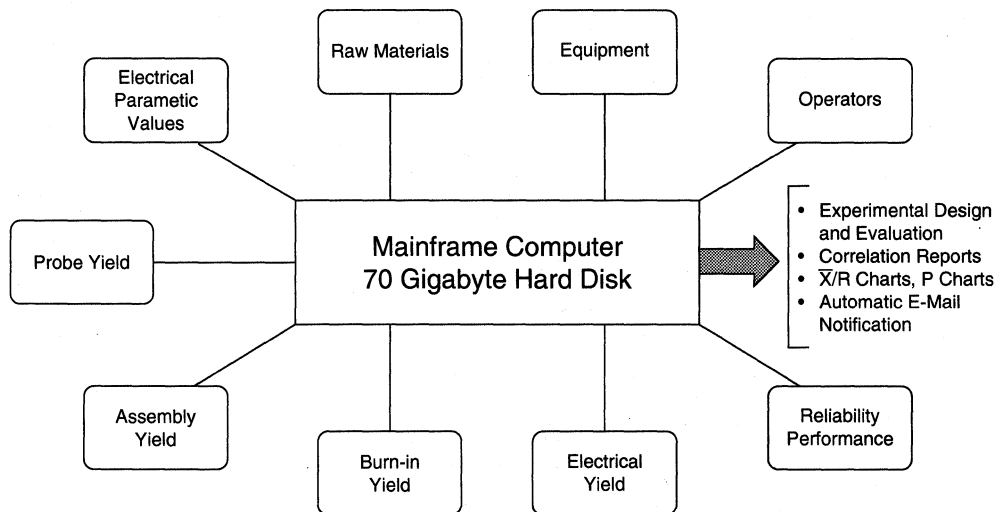 Raw Materials
Equipment
Electrical
Parametic
Values
Operators
Probe Yield
Mainframe Computer
70 Gigabyte Hard Disk
• Experimental Design
and Evaluation
• Correlation Reports
• X̅/R Charts, P Charts
• Automatic E-Mail
Notification
Assembly
Yield
Burn-in
Yield
Electrical
Yield
Reliability
Performance